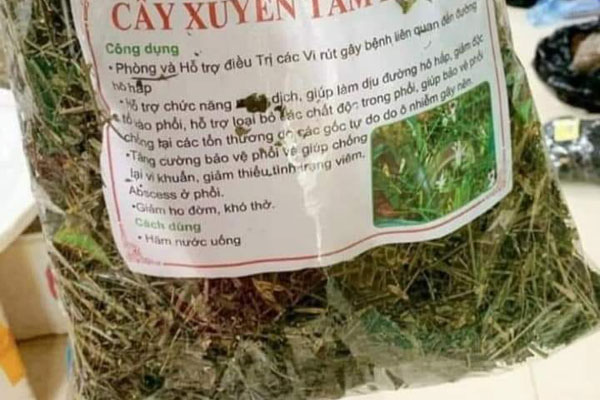 CÂY XUYÊN TÂM
Công dụng
•Phòng và Hỗ trợ điều Trị các Vi rút gây bệnh liên quan đến đường
hô hấp
•Hỗ trợ chức năng dịch, giúp làm dịu đường hô hấp, giảm độc
tố vào phổi, hỗ trợ loại bỏ các chất độc trong phổi, giúp bảo vệ phổi
chống tại các tổn thương do các gốc tự do do ô nhiễm gây nên.
•Tăng cường bảo vệ phổi vệ giúp chống
lại vi khuẩn, giảm thiểu tình trạng viêm.
Abscess ở phổi.
•Giảm ho đờm, khó thở.
Cách dùng
• Hãm nước uống